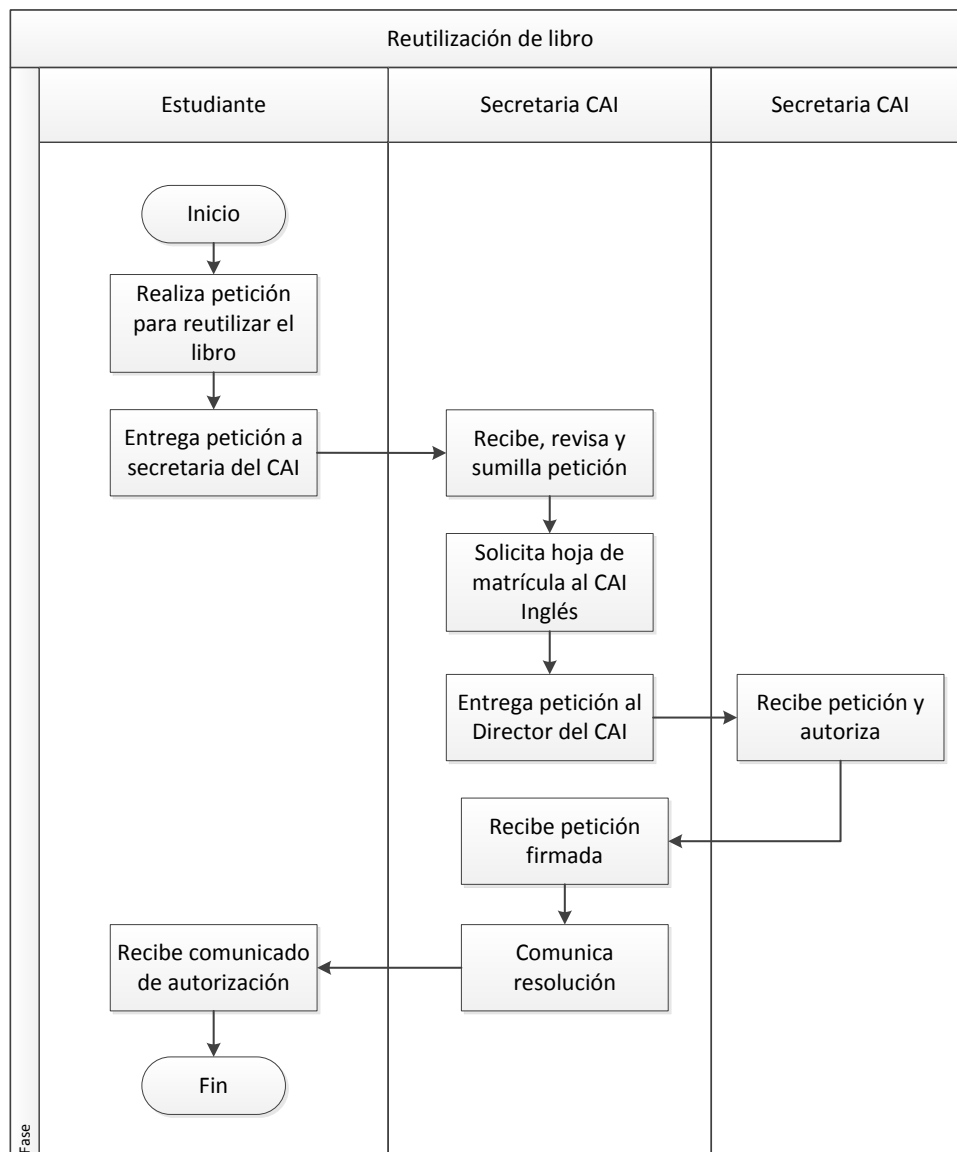 Reutilización de libro
Estudiante
Secretaria CAI
Secretaria CAI
Inicio
Realiza petición
para reutilizar el
libro
Entrega petición a
secretaria del CAI
Recibe, revisa y
sumilla petición
Solicita hoja de
matrícula al CAI
Inglés
Entrega petición al
Director del CAI
Recibe petición y
autoriza
Recibe petición
firmada
Comunica
resolución
Recibe comunicado
de autorización
Fin
Fase